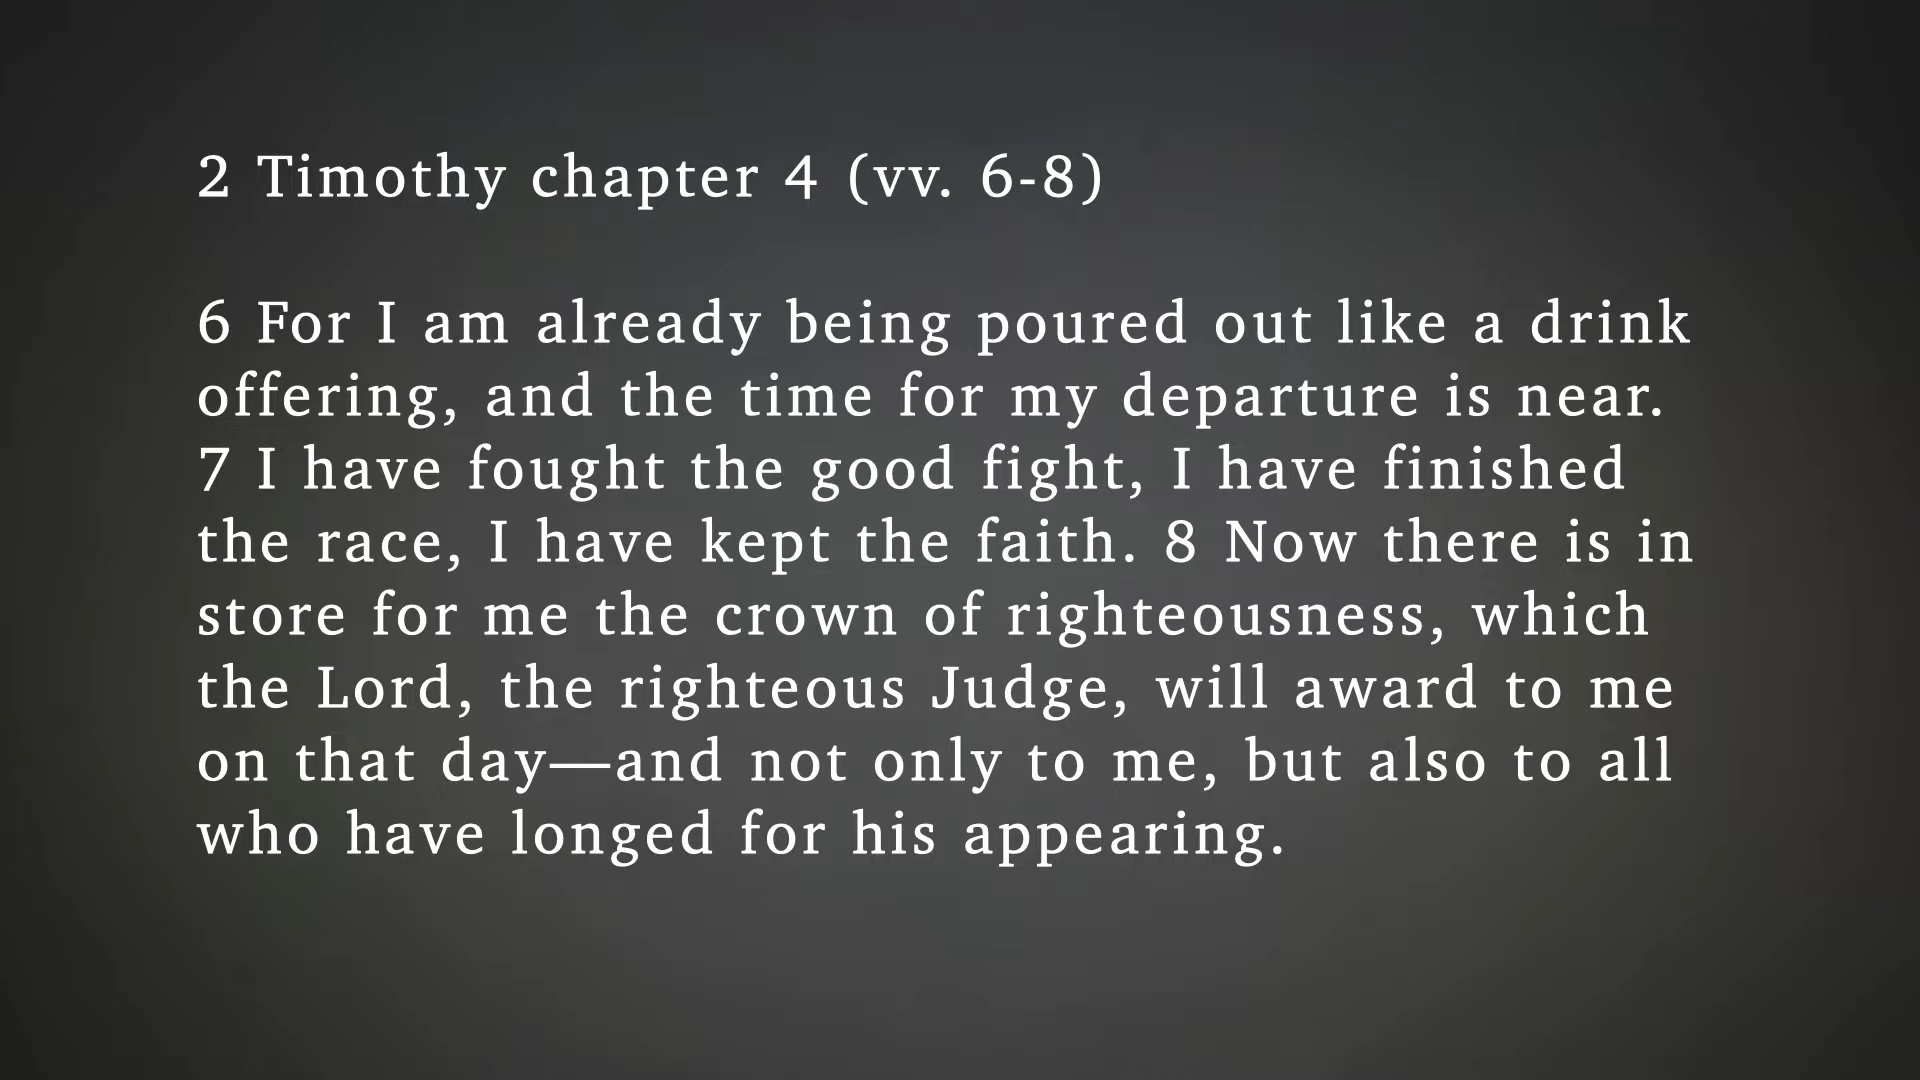 2 Timothy chapter 4 (vv. 6-8)
6 For I am already being poured out like a drink
offering, and the time for my departure is near.
7 I have fought the good fight, I have finished
the race, I have kept the faith. 8 Now there is in
store for me the crown of righteousness, which
the Lord, the righteous Judge, will award to me
on that day—and not only to me, but also to all
who have longed for his appearing.